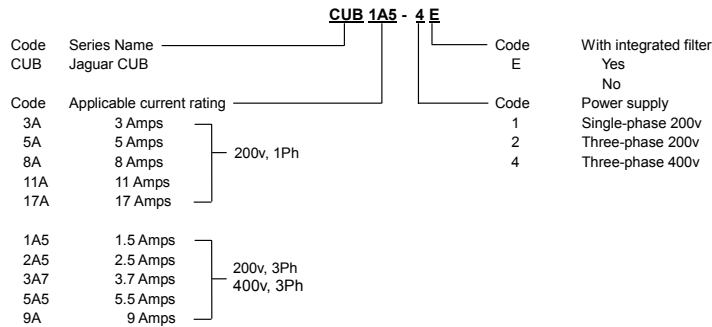 CUB 1A5 - 4 E
Code Series Name
CUB Jaguar CUB
Code Applicable current rating
3A 3 Amps
5A 5 Amps
8A 8 Amps
11A 11 Amps
17A 17 Amps
200v, 1Ph
1A5 1.5 Amps
2A5 2.5 Amps
3A7 3.7 Amps
5A5 5.5 Amps
9A 9 Amps
200v, 3Ph
400v, 3Ph
Code With integrated filter
E Yes
No
Code Power supply
1 Single-phase 200v
2 Three-phase 200v
4 Three-phase 400v